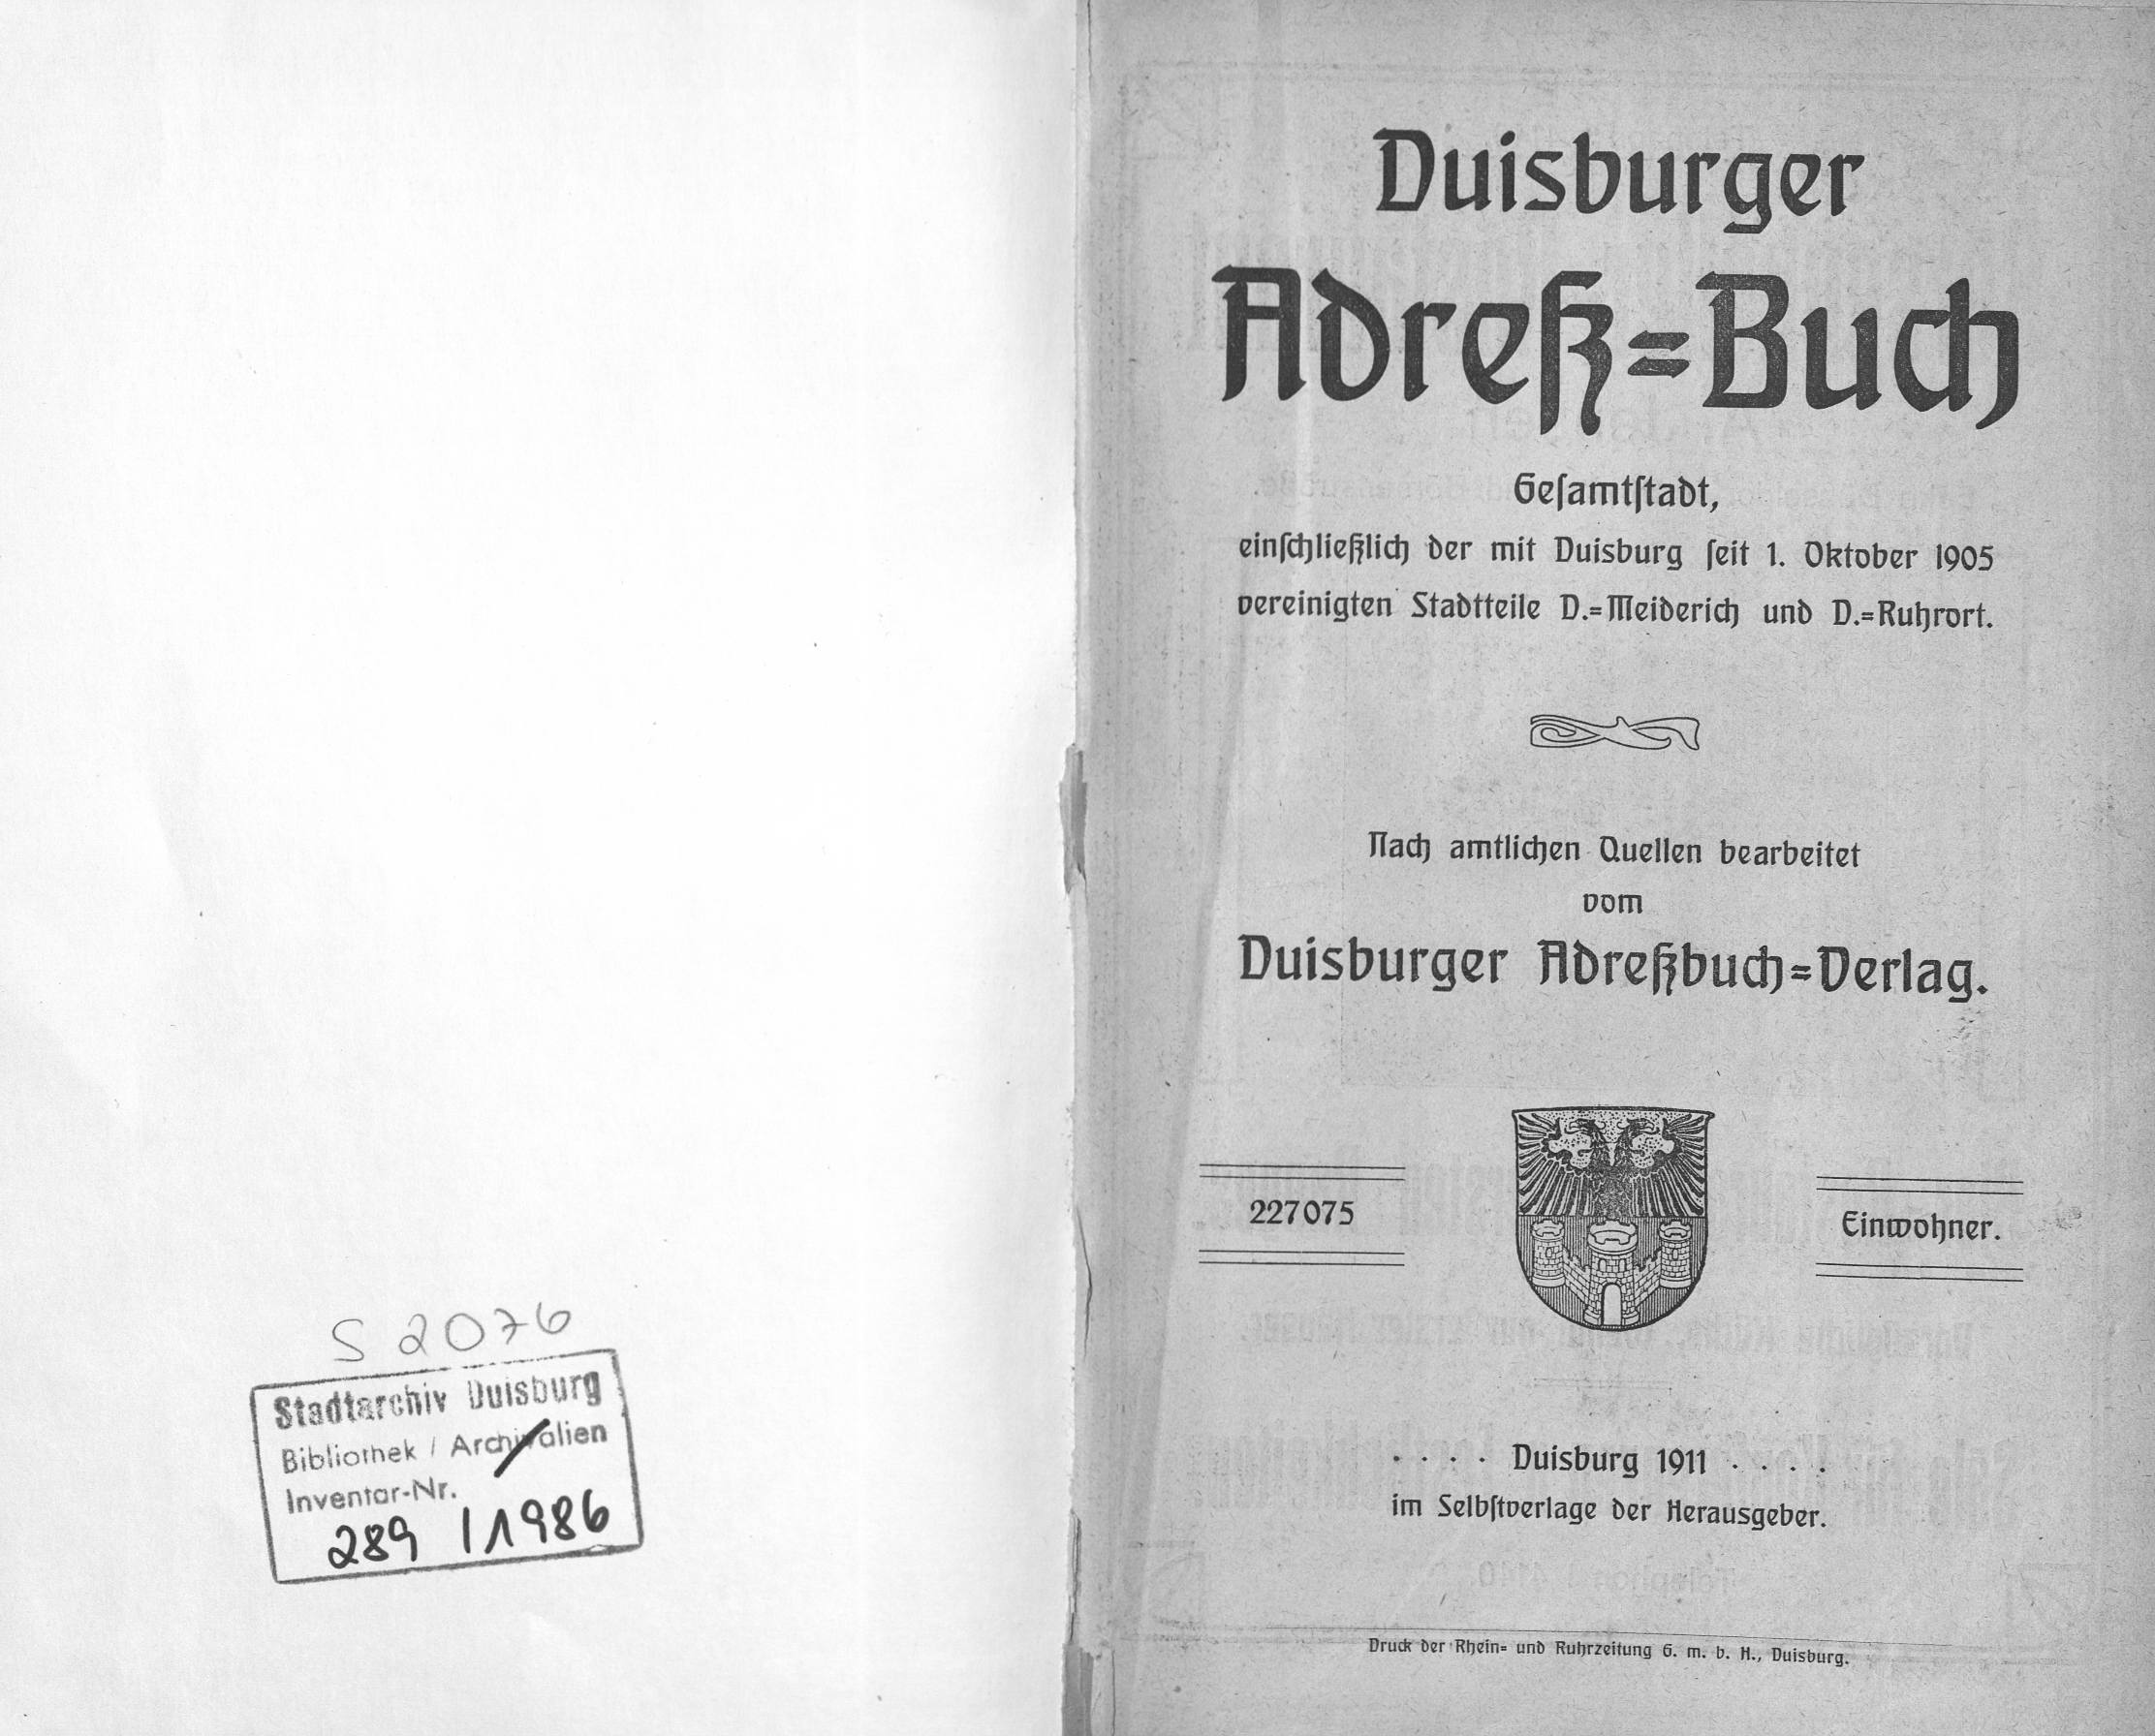 S 2076
Stadtarchiv Duisburg
Bibliothek / Archivalien
Inventar-Nr.
289 / 1986
Duisburger
Adreß=Buch
Geſamtſtadt,
einſchließlich der mit Duisburg ſeit 1. Oktober 1905
vereinigten Stadtteile D.=Meiderich und D.=Ruhrort.
Nach amtlichen Quellen bearbeitet
vom
Duisburger Adreßbuch=Verlag.
227075
Einwohner.
. . . . Duisburg 1911 . . . .
im Selbſtverlage der Herausgeber.
Druck der Rhein= und Ruhrzeitung G. m. b. H., Duisburg.